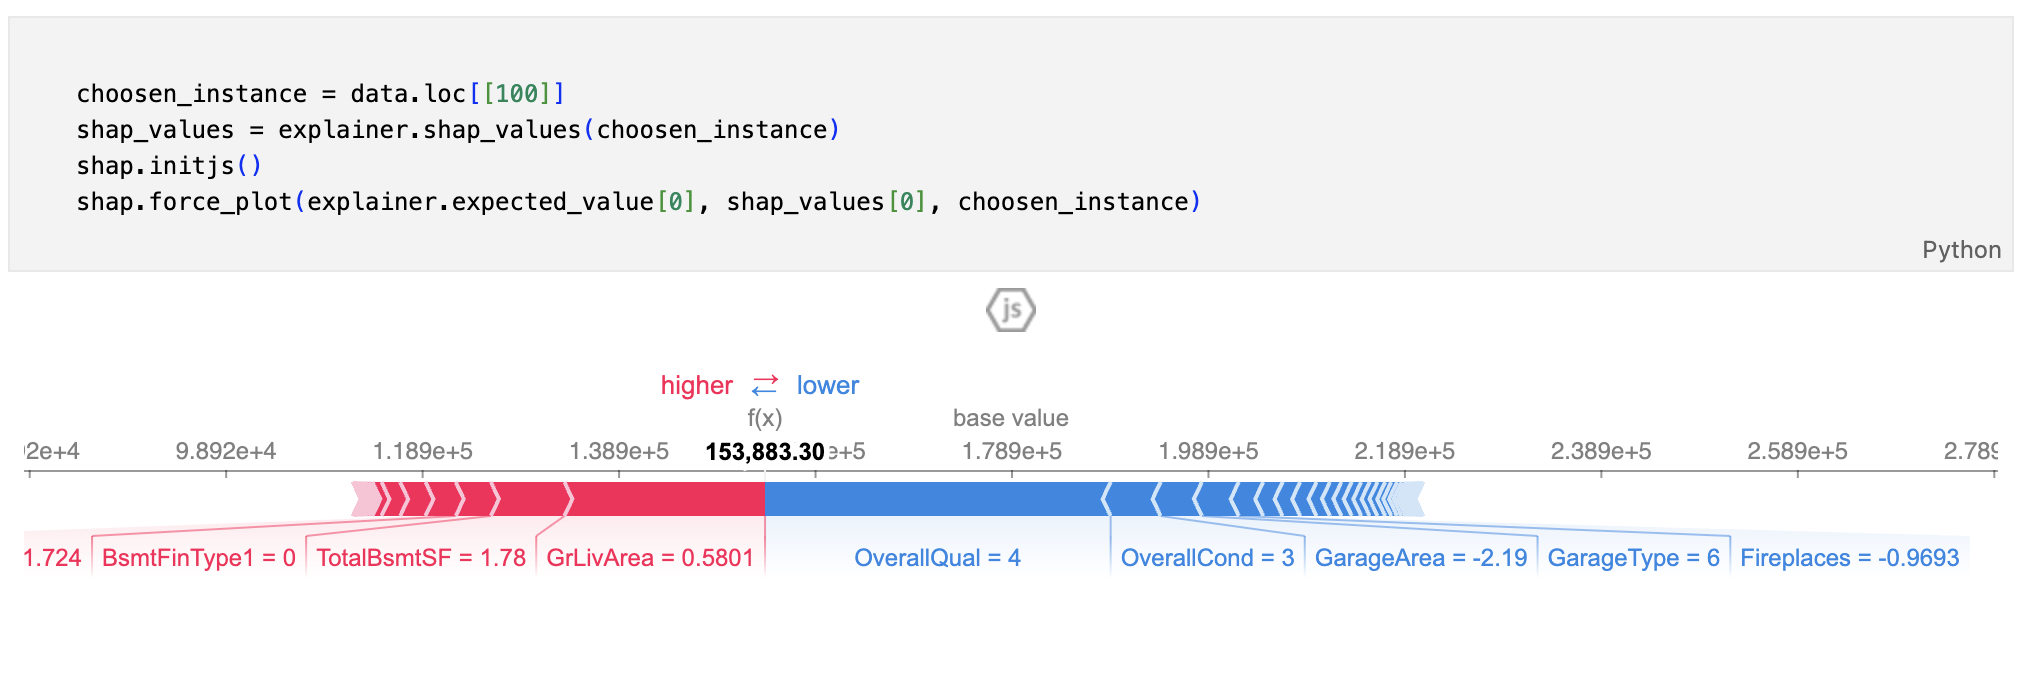 choosen_instance = data.loc[[100]]
shap_values = explainer.shap_values(choosen_instance)
shap.initjs()
shap.force_plot(explainer.expected_value[0], shap_values[0], choosen_instance)
Python
js
higher lower
f(x) base value
2e+4 9.892e+4 1.189e+5 1.389e+5 153,883.30 e+5 1.789e+5 1.989e+5 2.189e+5 2.389e+5 2.589e+5 2.789
1.724 BsmtFinType1 = 0 TotalBsmtSF = 1.78 GrLivArea = 0.5801 OverallQual = 4 OverallCond = 3 GarageArea = -2.19 GarageType = 6 Fireplaces = -0.9693